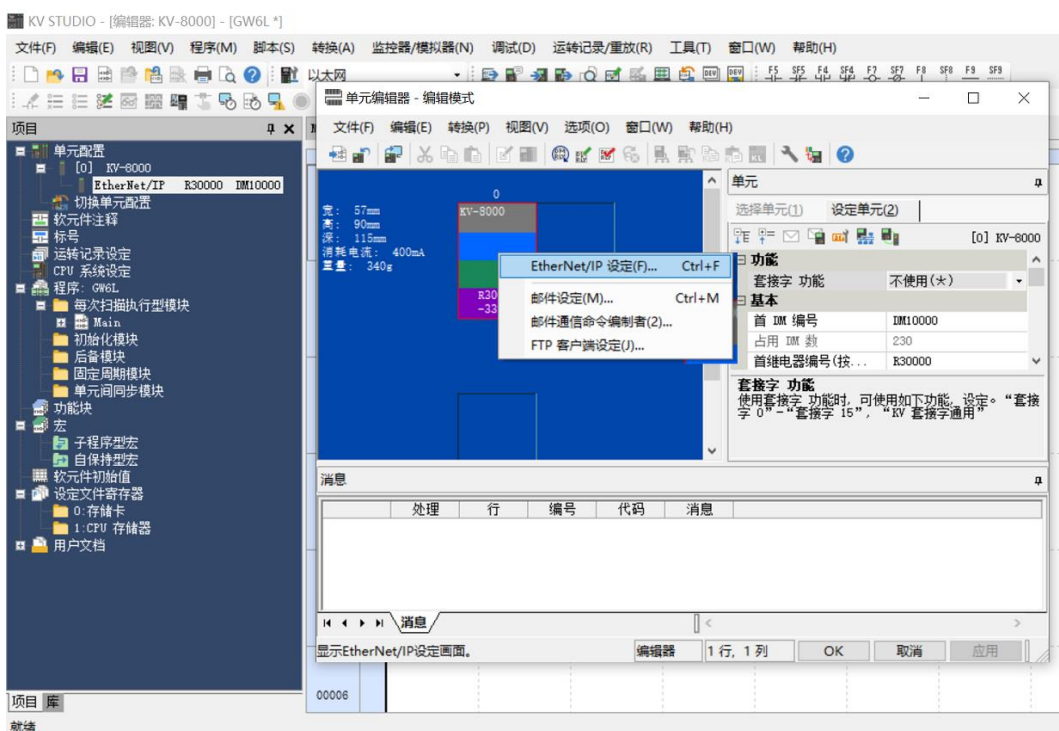 KV STUDIO - [编辑器: KV-8000] - [GW6L *]
文件(F) 编辑(E) 视图(V) 程序(M) 脚本(S) 转换(A) 监控器/模拟器(N) 调试(D) 运转记录/重放(R) 工具(T) 窗口(W) 帮助(H)
以太网
F5 SF5 F4 SF4 F7 SF7 F8 SF8 F9 SF9
项目
单元配置
[0] KV-8000
EtherNet/IP R30000 DM10000
切换单元配置
软元件注释
标号
运转记录设定
CPU 系统设定
程序: GW6L
每次扫描执行型模块
Main
初始化模块
后备模块
固定周期模块
单元间同步模块
功能块
宏
子程序型宏
自保持型宏
软元件初始值
设定文件寄存器
0:存储卡
1:CPU 存储器
用户文档
项目 库
就绪
单元编辑器 - 编辑模式
文件(F) 编辑(E) 转换(P) 视图(V) 选项(O) 窗口(W) 帮助(H)
0
宽: 57mm
高: 90mm
深: 115mm
消耗电流: 400mA
重量: 340g
KV-8000
R30
-33
EtherNet/IP 设定(F)... Ctrl+F
邮件设定(M)... Ctrl+M
邮件通信命令编制者(2)...
FTP 客户端设定(J)...
单元
选择单元(1) 设定单元(2)
[0] KV-8000
功能
套接字 功能 不使用(*)
基本
首 DM 编号 DM10000
占用 DM 数 230
首继电器编号(按... R30000
套接字 功能
使用套接字 功能时, 可使用如下功能, 设定。“套接
字 0”-“套接字 15”, “KV 套接字通用”
消息
处理 行 编号 代码 消息
消息
显示EtherNet/IP设定画面。 编辑器 1 行, 1 列 OK 取消 应用
00006